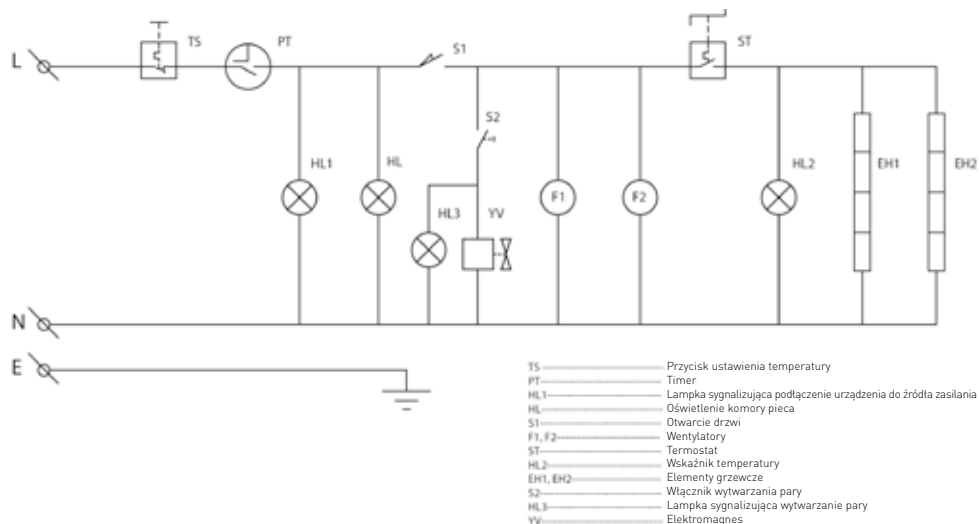 TS PT S1 ST
L
S2
HL1 HL HL2 EH1 EH2
F1 F2
HL3 YV
N
E
TS Przycisk ustawienia temperatury
PT Timer
HL1 Lampka sygnalizująca podłączenie urządzenia do źródła zasilania
HL Oświetlenie komory pieca
S1 Otwarcie drzwi
F1, F2 Wentylatory
ST Termostat
HL2 Wskaźnik temperatury
EH1, EH2 Elementy grzewcze
S2 Włącznik wytwarzania pary
HL3 Lampka sygnalizująca wytwarzanie pary
YV Elektromagnes